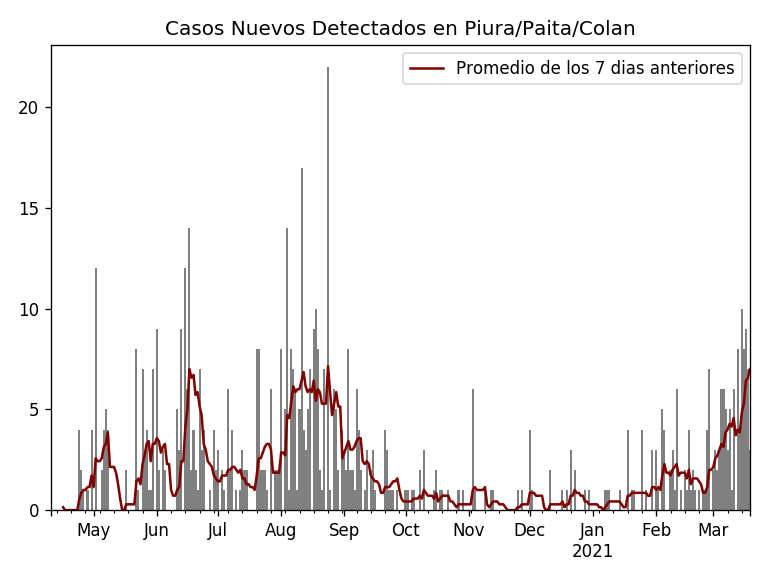 Casos Nuevos Detectados en Piura/Paita/Colan
Promedio de los 7 dias anteriores
20
15
10
5
0
May Jun Jul Aug Sep Oct Nov Dec Jan Feb Mar
2021